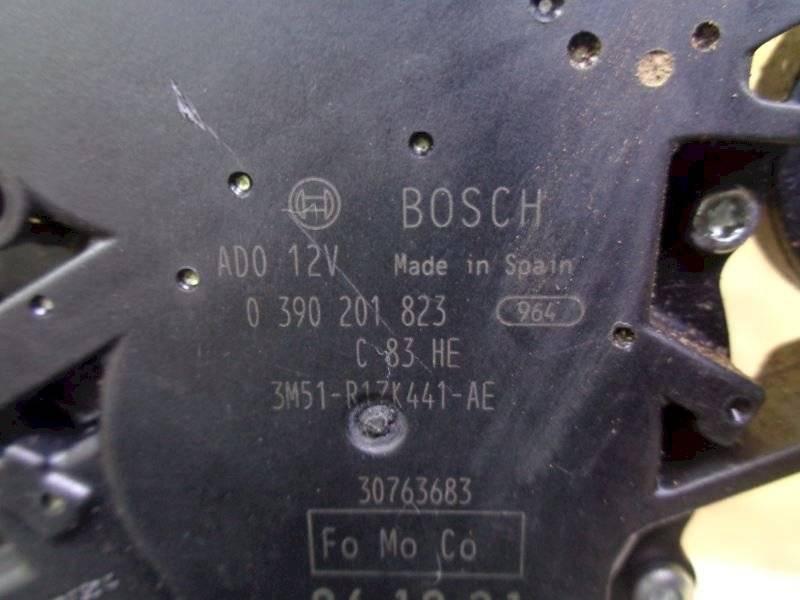 BOSCH
ADO 12V Made in Spain
0 390 201 823 964
C 83 HE
3M51-R17K441-AE
30763683
Fo Mo Co